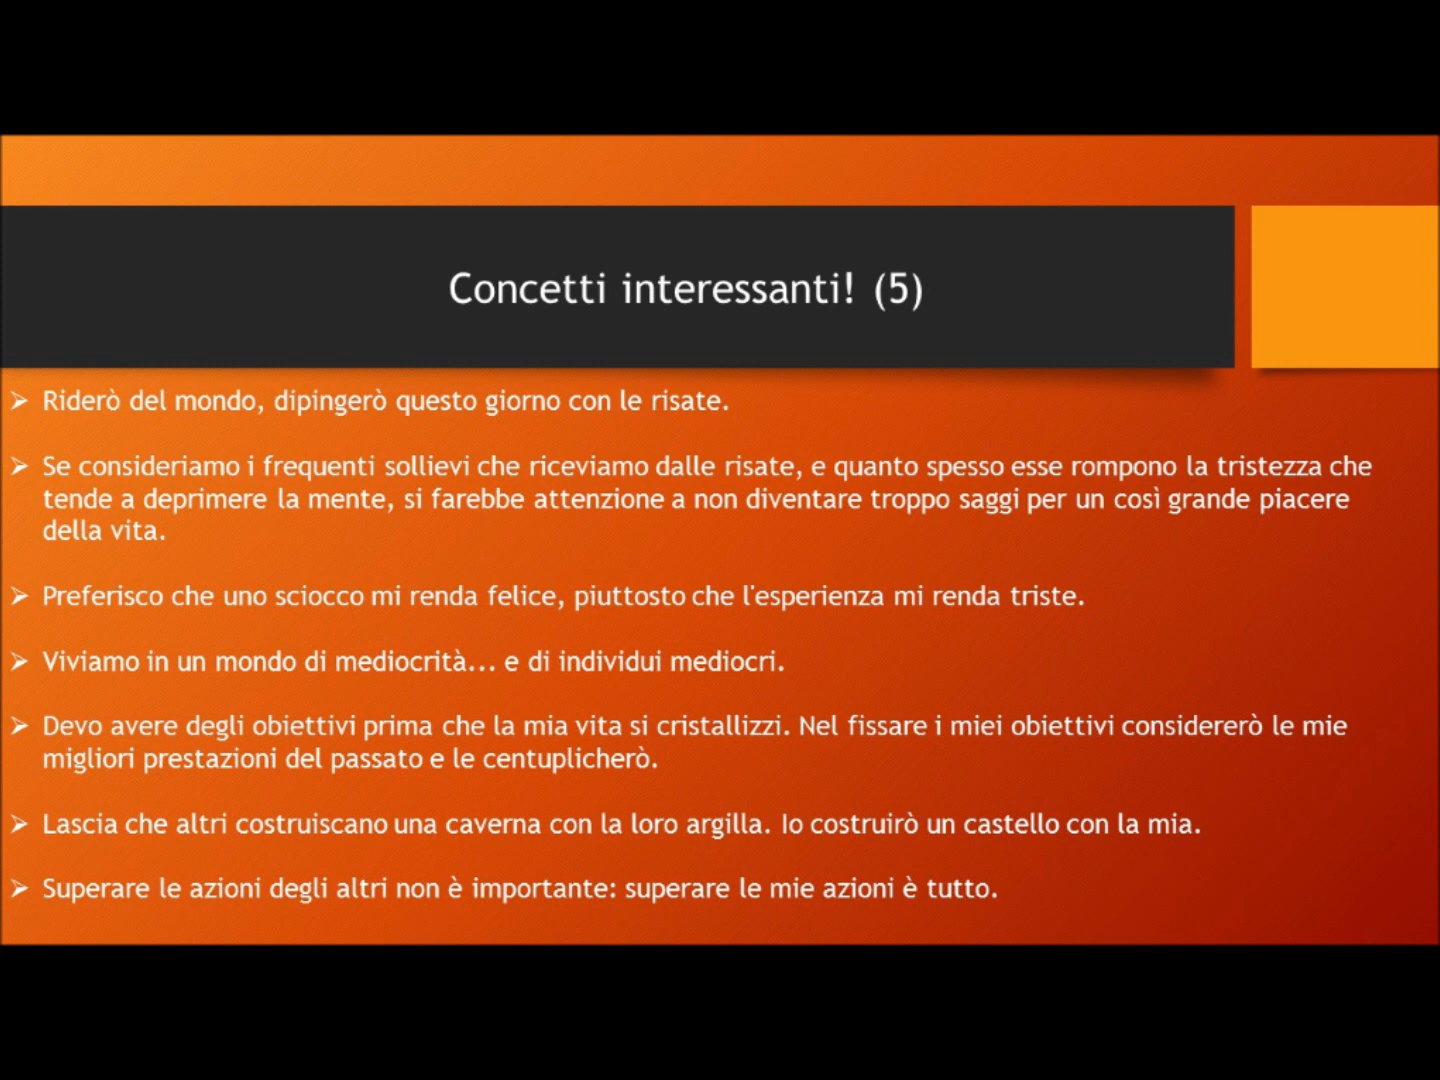 Concetti interessanti! (5)
➢ Riderò del mondo, dipingerò questo giorno con le risate.
➢ Se consideriamo i frequenti sollievi che riceviamo dalle risate, e quanto spesso esse rompono la tristezza che
tende a deprimere la mente, si farebbe attenzione a non diventare troppo saggi per un così grande piacere
della vita.
➢ Preferisco che uno sciocco mi renda felice, piuttosto che l'esperienza mi renda triste.
➢ Viviamo in un mondo di mediocrità... e di individui mediocri.
➢ Devo avere degli obiettivi prima che la mia vita si cristallizzi. Nel fissare i miei obiettivi considererò le mie
migliori prestazioni del passato e le centuplicherò.
➢ Lascia che altri costruiscano una caverna con la loro argilla. Io costruirò un castello con la mia.
➢ Superare le azioni degli altri non è importante: superare le mie azioni è tutto.